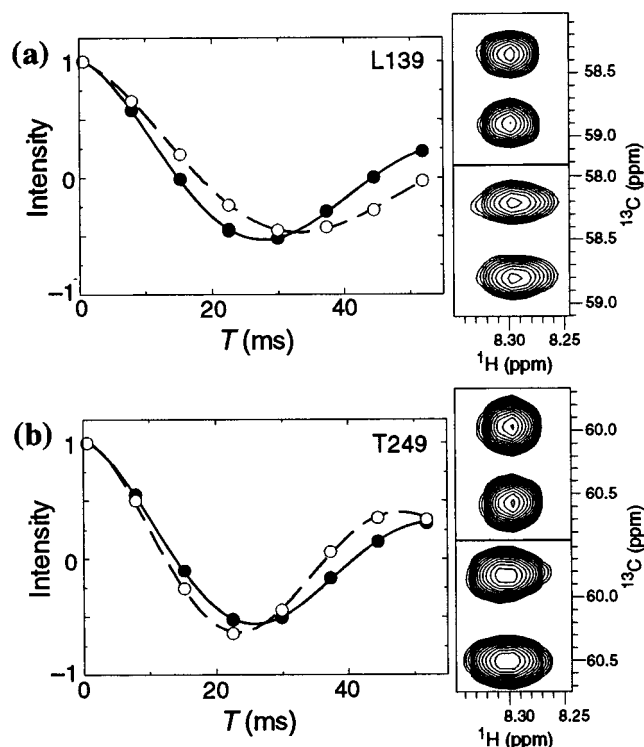 (a)
L139
Intensity
1
0
−1
0
20
40
T (ms)
58.5
59.0
58.0
58.5
59.0
13C (ppm)
8.30
8.25
1H (ppm)
(b)
T249
Intensity
1
0
-1
0
20
40
T (ms)
60.0
60.5
60.0
60.5
13C (ppm)
8.30
8.25
1H (ppm)